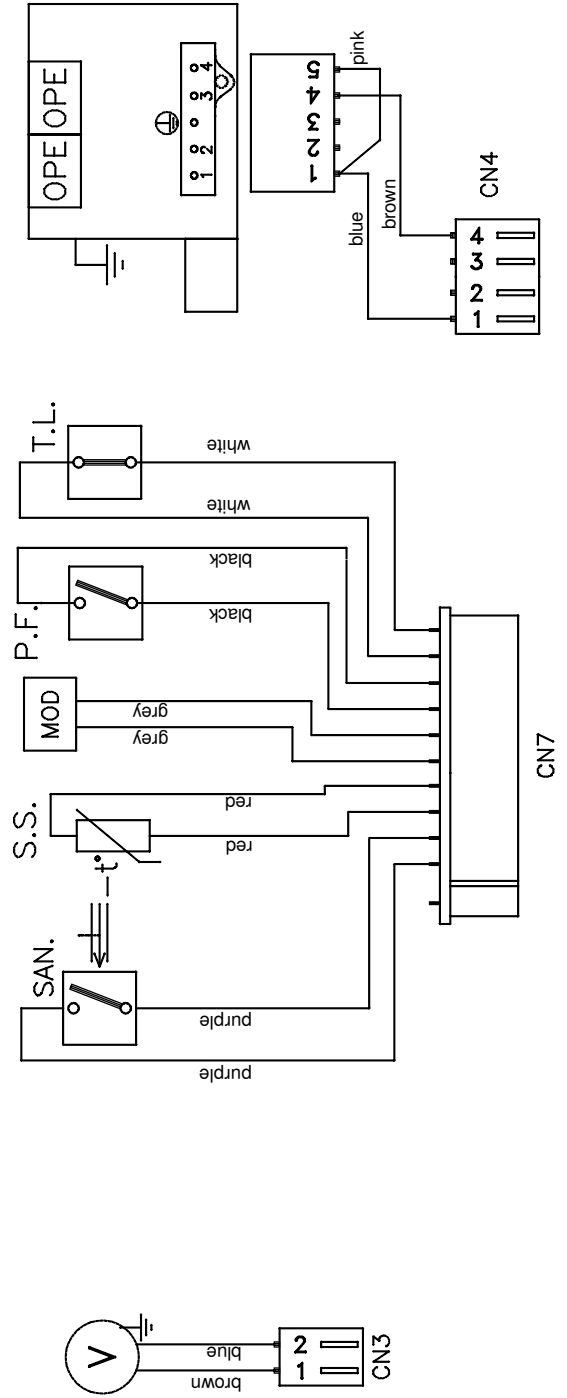 OPE
OPE
1 2 3 4
1 2 3 4 5
pink
blue
brown
CN4
1 2 3 4
T.L.
white
white
P.F.
black
black
MOD
grey
grey
S.S.
-t°
red
red
SAN.
purple
purple
CN7
V
blue
brown
1 2
CN3